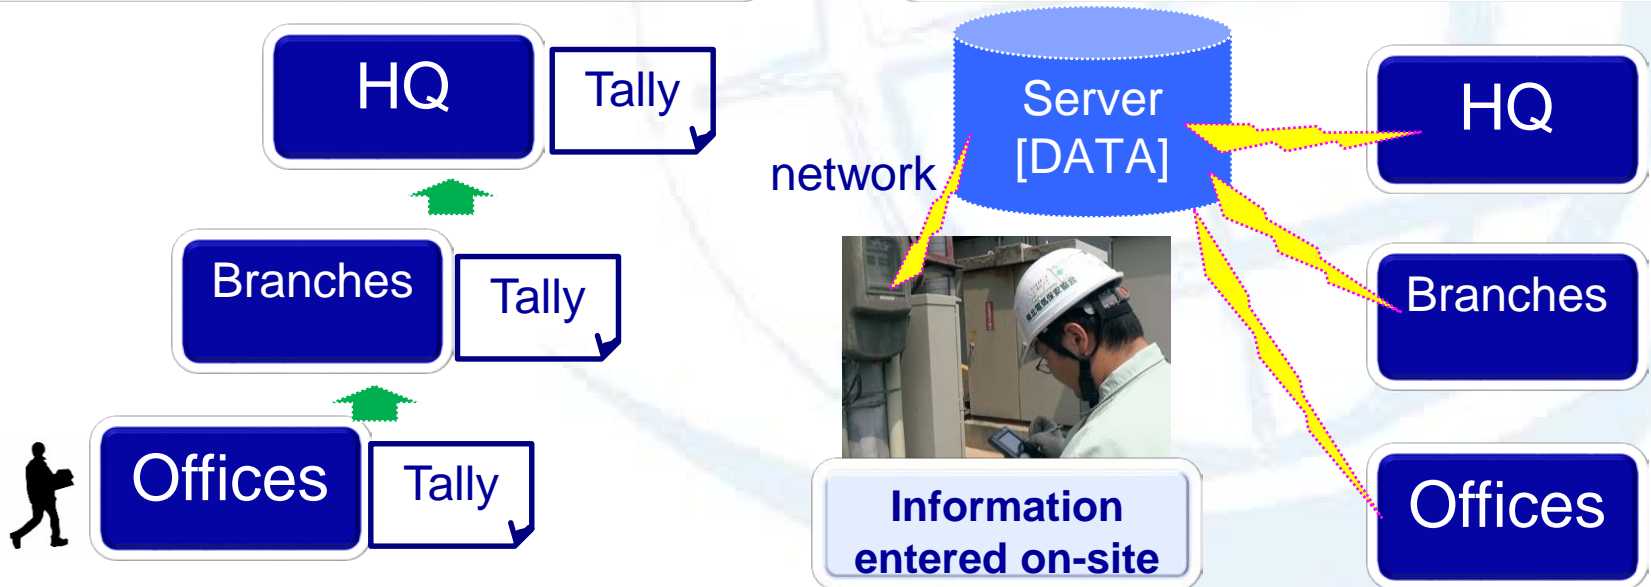 HQ
Tally
Branches
Tally
Offices
Tally
Server
[DATA]
network
Information
entered on-site
HQ
Branches
Offices